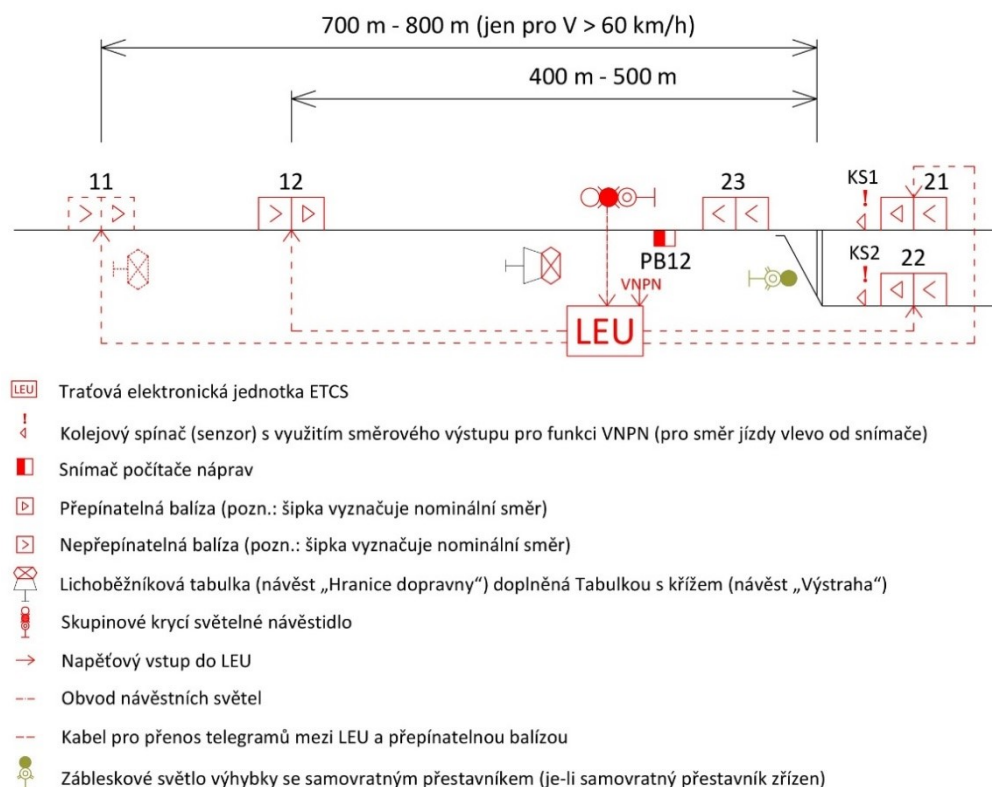 700 m - 800 m (jen pro V > 60 km/h)
400 m - 500 m
11
12
23
KS1
21
PB12
KS2
22
VNPN
LEU
LEU Traťová elektronická jednotka ETCS
Kolejový spínač (senzor) s využitím směrového výstupu pro funkci VNPN (pro směr jízdy vlevo od snímače)
Snímač počítače náprav
Přepínatelná balíza (pozn.: šipka vyznačuje nominální směr)
Nepřepínatelná balíza (pozn.: šipka vyznačuje nominální směr)
Lichoběžníková tabulka (návěst „Hranice dopravny“) doplněná Tabulkou s křížem (návěst „Výstraha“)
Skupinové krycí světelné návěstidlo
Napěťový vstup do LEU
Obvod návěstních světel
Kabel pro přenos telegramů mezi LEU a přepínatelnou balízou
Zábleskové světlo výhybky se samovratným přestavníkem (je-li samovratný přestavník zřízen)